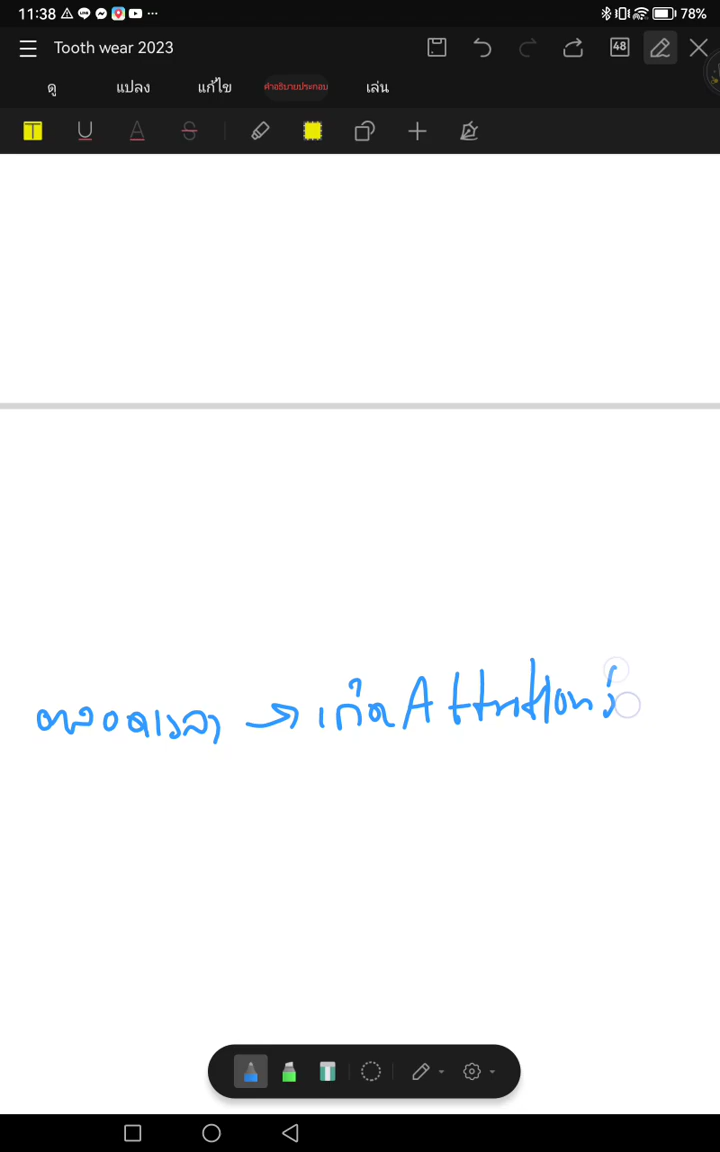 11:38
78%
Tooth wear 2023
48
ดู แปลง แก้ไข คำอธิบายประกอบ เล่น
T U A S
ตลอดเวลา → เกิด Attrition